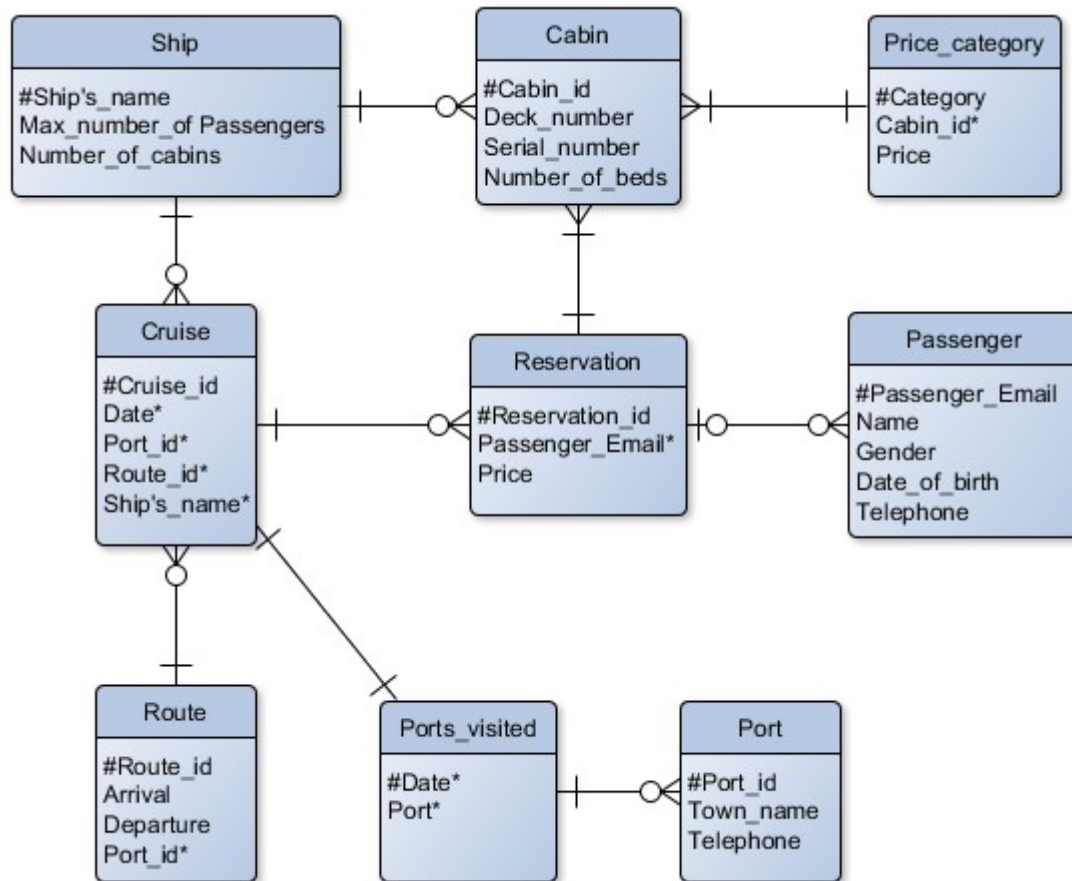 Ship
#Ship's_name
Max_number_of Passengers
Number_of_cabins
Cabin
#Cabin_id
Deck_number
Serial_number
Number_of_beds
Price_category
#Category
Cabin_id*
Price
Cruise
#Cruise_id
Date*
Port_id*
Route_id*
Ship's_name*
Reservation
#Reservation_id
Passenger_Email*
Price
Passenger
#Passenger_Email
Name
Gender
Date_of_birth
Telephone
Route
#Route_id
Arrival
Departure
Port_id*
Ports_visited
#Date*
Port*
Port
#Port_id
Town_name
Telephone